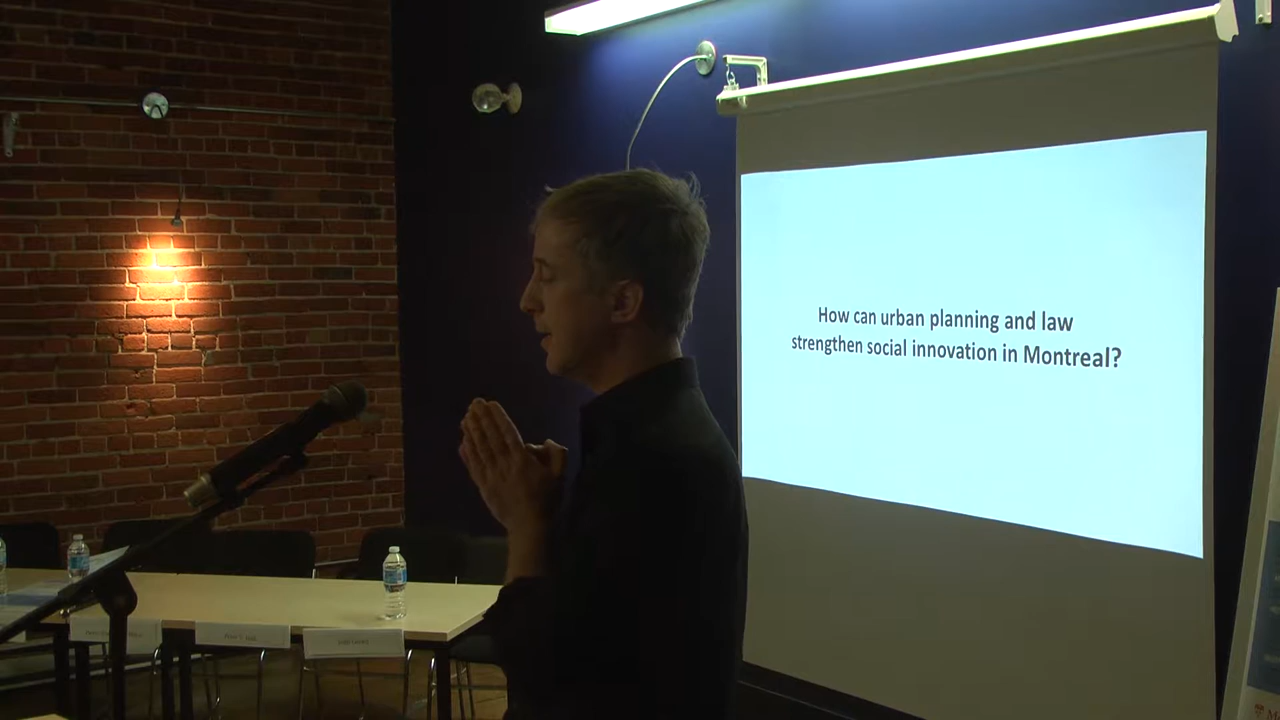 How can urban planning and law
strengthen social innovation in Montreal?